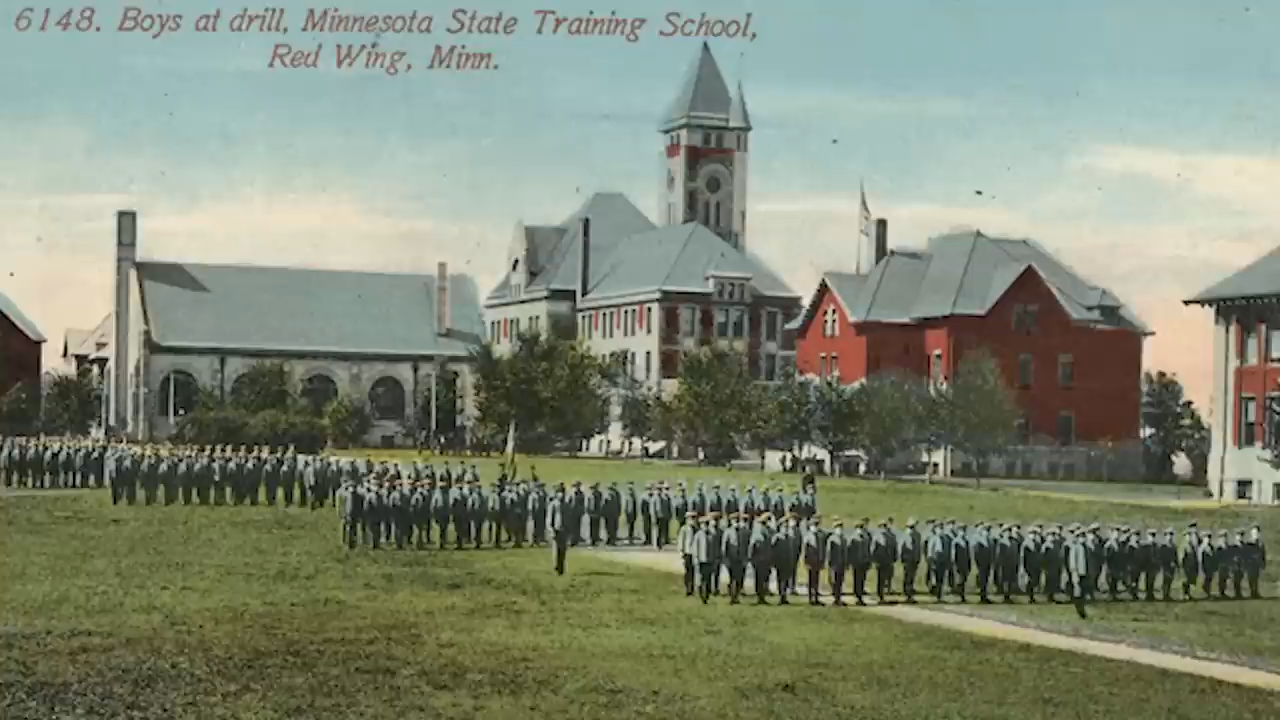 6148. Boys at drill, Minnesota State Training School,
Red Wing, Minn.